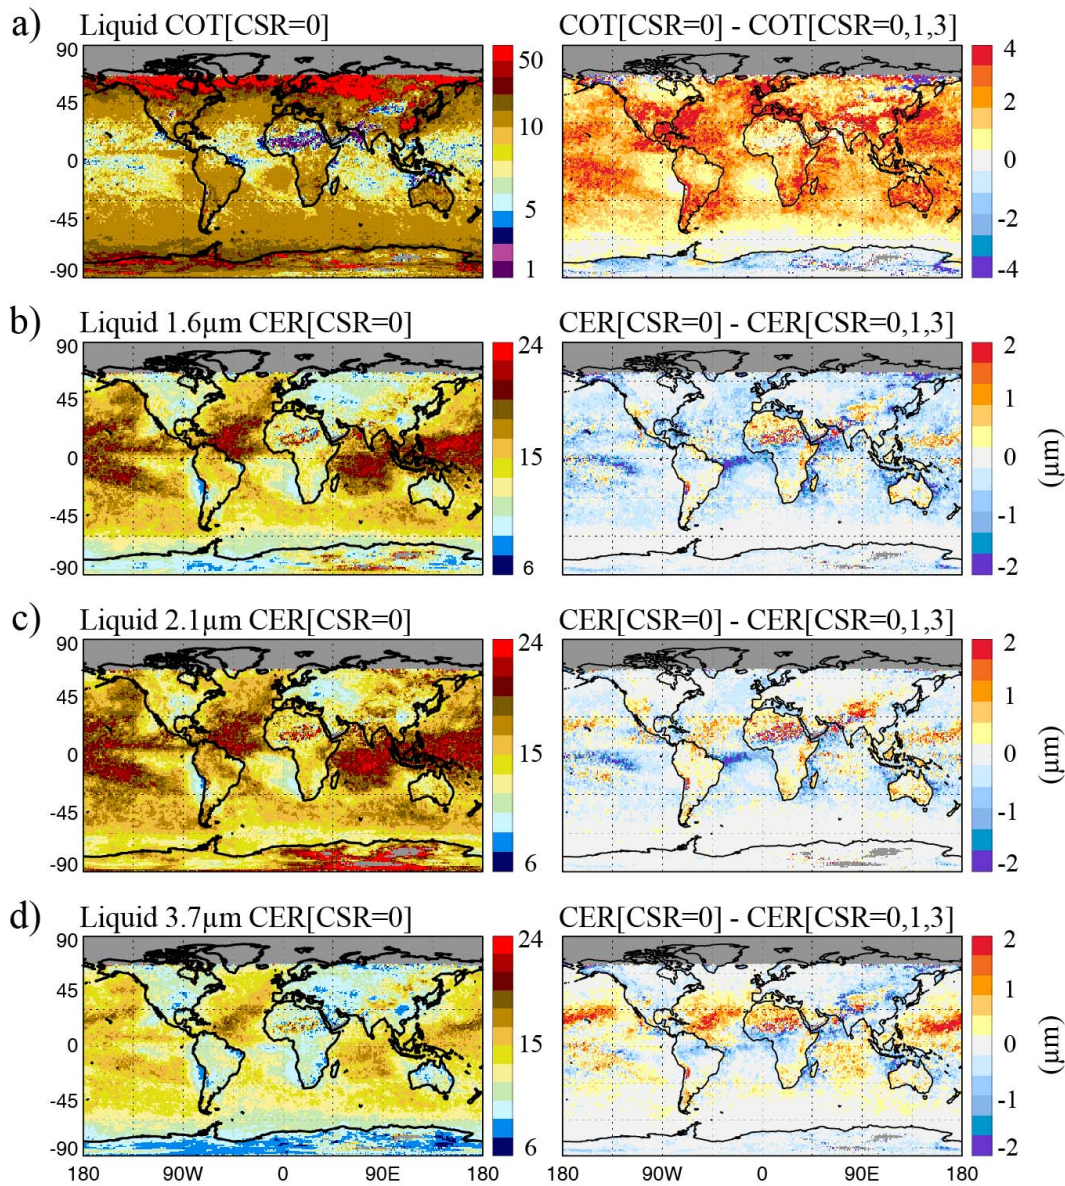 a) Liquid COT[CSR=0] COT[CSR=0] - COT[CSR=0,1,3]
90 50 4
45 2
10
0 0
5
-45 -2
-90 1 -4
b) Liquid 1.6µm CER[CSR=0] CER[CSR=0] - CER[CSR=0,1,3]
90 24 2
45 1
0 15 0 (µm)
-45 -1
-90 6 -2
c) Liquid 2.1µm CER[CSR=0] CER[CSR=0] - CER[CSR=0,1,3]
90 24 2
45 1
0 15 0 (µm)
-45 -1
-90 6 -2
d) Liquid 3.7µm CER[CSR=0] CER[CSR=0] - CER[CSR=0,1,3]
90 24 2
45 1
0 15 0 (µm)
-45 -1
-90 6 -2
180 90W 0 90E 180 90W 0 90E 180